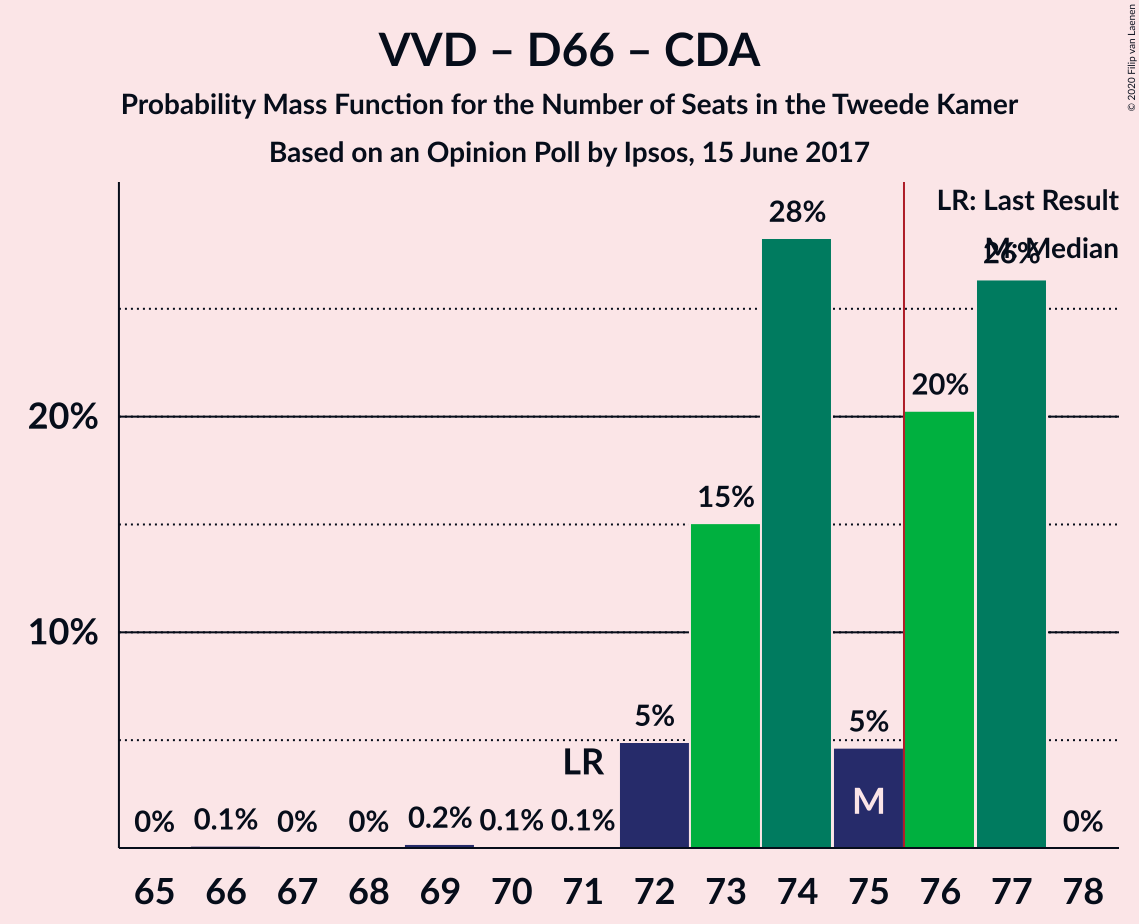 VVD – D66 – CDA
Probability Mass Function for the Number of Seats in the Tweede Kamer
Based on an Opinion Poll by Ipsos, 15 June 2017
© 2020 Filip van Laenen
LR: Last Result
M: Median
28%
26%
20%
20%
15%
10%
5%
5%
LR
M
0%
0.1%
0%
0%
0.2%
0.1%
0.1%
0%
65 66 67 68 69 70 71 72 73 74 75 76 77 78